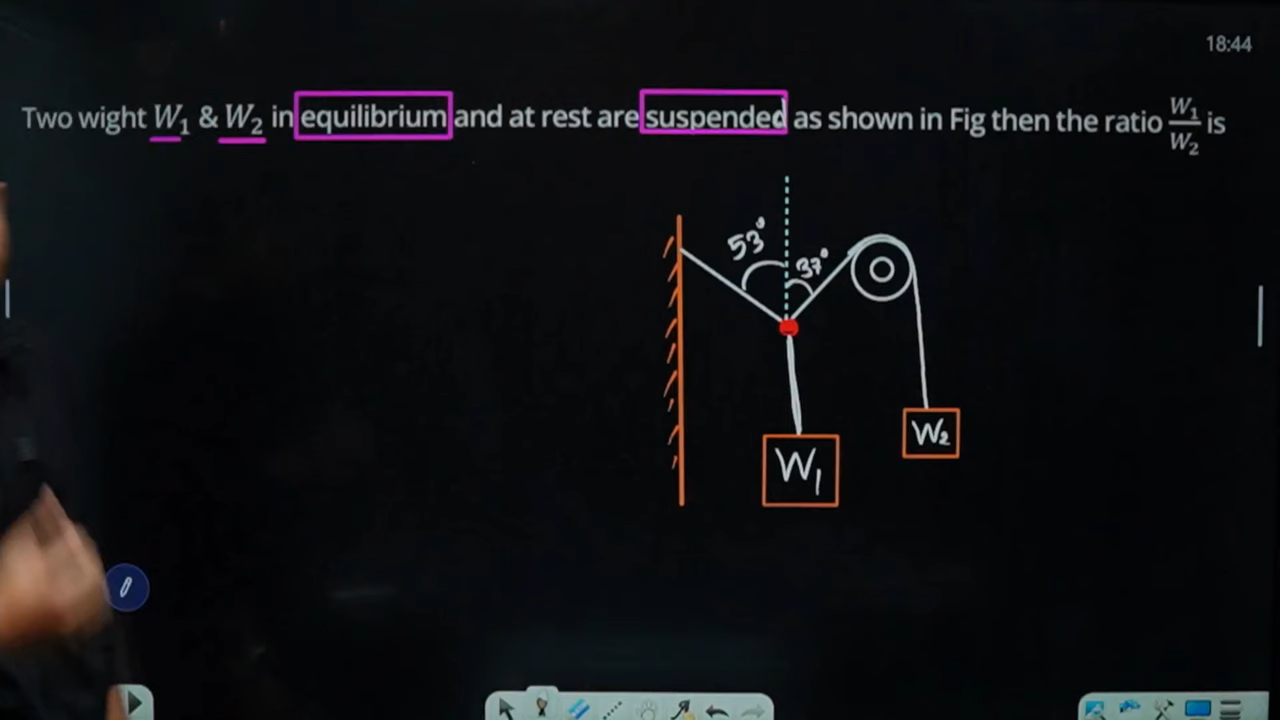 18:44
Two wight W₁ & W₂ in equilibrium and at rest are suspended as shown in Fig then the ratio W₁/W₂ is
53°
37°
W₂
W₁